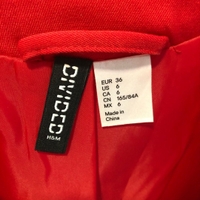 DIVIDED
H&M
EUR 36
US 6
CA 6
CN 165/84A
MX 6
Made in
China